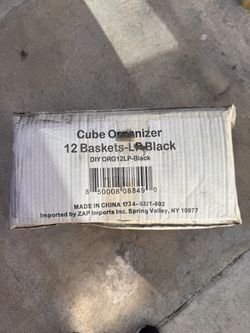 Cube Organizer
12 Baskets-LP-Black
DIY ORG12LP-Black
8 50008 08849 0
MADE IN CHINA 1734-0321-602
Imported by ZAP Imports Inc. Spring Valley, NY 10977